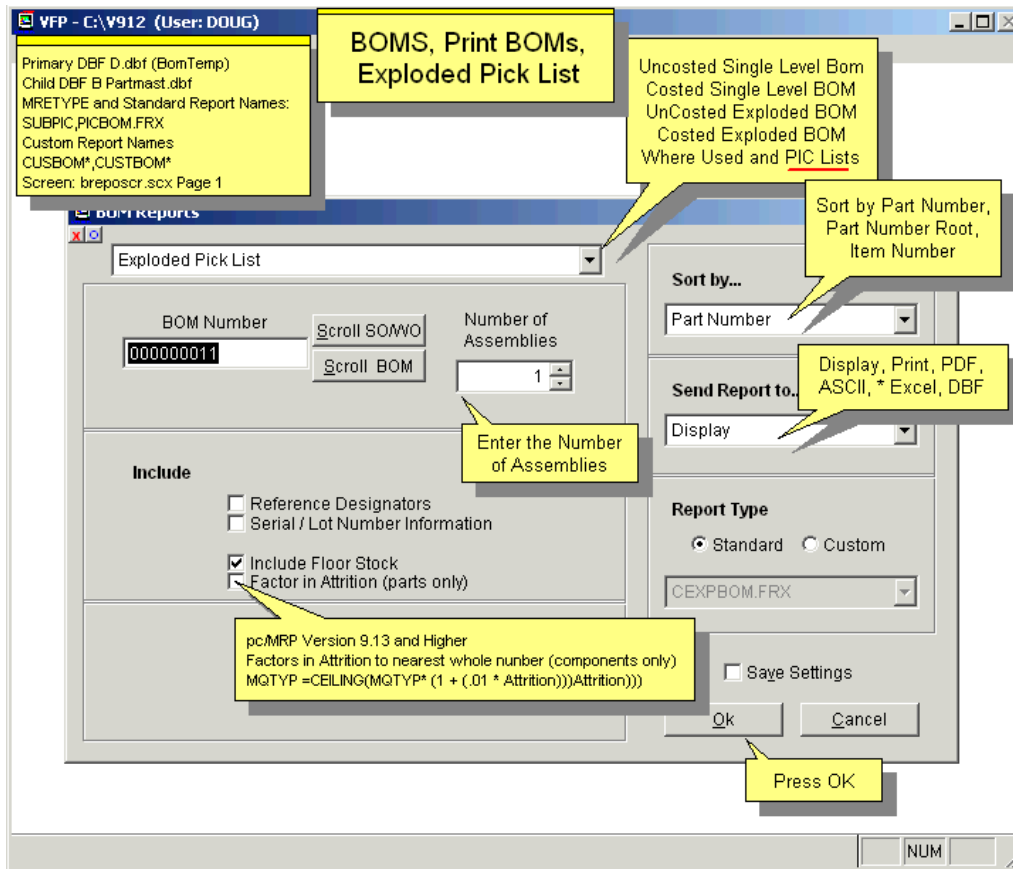 VFP - C:\V912 (User: DOUG)
BOMS, Print BOMs,
Exploded Pick List
Primary DBF D.dbf (BomTemp)
Child DBF B Partmast.dbf
MRETYPE and Standard Report Names:
SUBPIC,PICBOM.FRX
Custom Report Names
CUSBOM*,CUSTBOM*
Screen: breposcr.scx Page 1
Uncosted Single Level Bom
Costed Single Level BOM
UnCosted Exploded BOM
Costed Exploded BOM
Where Used and PIC Lists
BOM Reports
Exploded Pick List
Sort by Part Number,
Part Number Root,
Item Number
Sort by...
Part Number
BOM Number
000000011
Scroll SO/WO
Scroll BOM
Number of
Assemblies
1
Enter the Number
of Assemblies
Display, Print, PDF,
ASCII, * Excel, DBF
Send Report to..
Display
Include
Reference Designators
Serial / Lot Number Information
Include Floor Stock
Factor in Attrition (parts only)
Report Type
Standard
Custom
CEXPBOM.FRX
pc/MRP Version 9.13 and Higher
Factors in Attrition to nearest whole nunber (components only)
MQTYP =CEILING(MQTYP* (1 + (.01 * Attrition)))Attrition)))
Save Settings
Ok
Cancel
Press OK
NUM